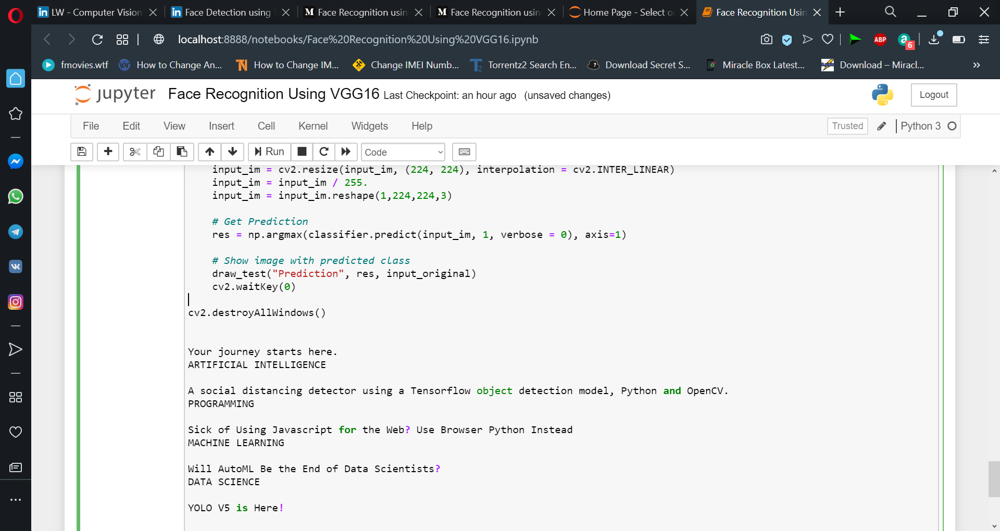 LW - Computer Vision
Face Detection using
Face Recognition usin
Face Recognition usin
Home Page - Select o
Face Recognition Usin
localhost:8888/notebooks/Face%20Recognition%20Using%20VGG16.ipynb
ABP
6
fmovies.wtf
How to Change An...
How to Change IM...
Change IMEI Numb...
Torrentz2 Search En...
Download Secret S...
Miracle Box Latest...
Download – Miracl...
jupyter Face Recognition Using VGG16 Last Checkpoint: an hour ago (unsaved changes)
Logout
File Edit View Insert Cell Kernel Widgets Help
Trusted
Python 3
Run
Code
input_im = cv2.resize(input_im, (224, 224), interpolation = cv2.INTER_LINEAR)
input_im = input_im / 255.
input_im = input_im.reshape(1,224,224,3)
# Get Prediction
res = np.argmax(classifier.predict(input_im, 1, verbose = 0), axis=1)
# Show image with predicted class
draw_test("Prediction", res, input_original)
cv2.waitKey(0)
cv2.destroyAllWindows()
Your journey starts here.
ARTIFICIAL INTELLIGENCE
A social distancing detector using a Tensorflow object detection model, Python and OpenCV.
PROGRAMMING
Sick of Using Javascript for the Web? Use Browser Python Instead
MACHINE LEARNING
Will AutoML Be the End of Data Scientists?
DATA SCIENCE
YOLO V5 is Here!